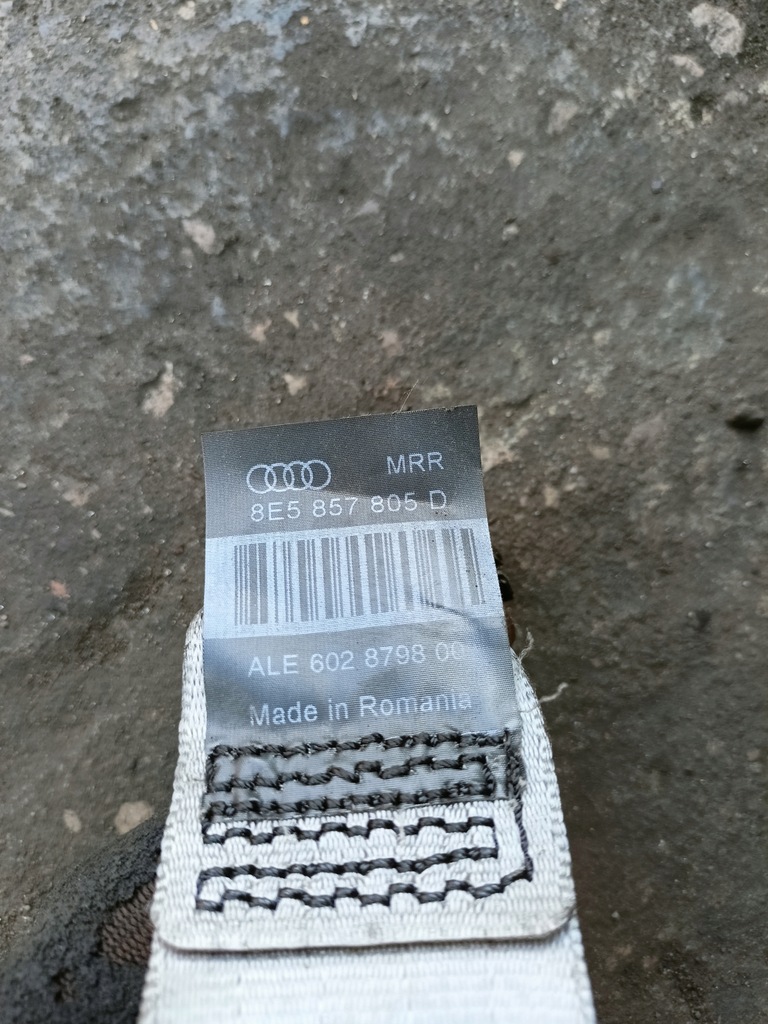 MRR
8E5 857 805 D
ALE 602 8798 00
Made in Romania